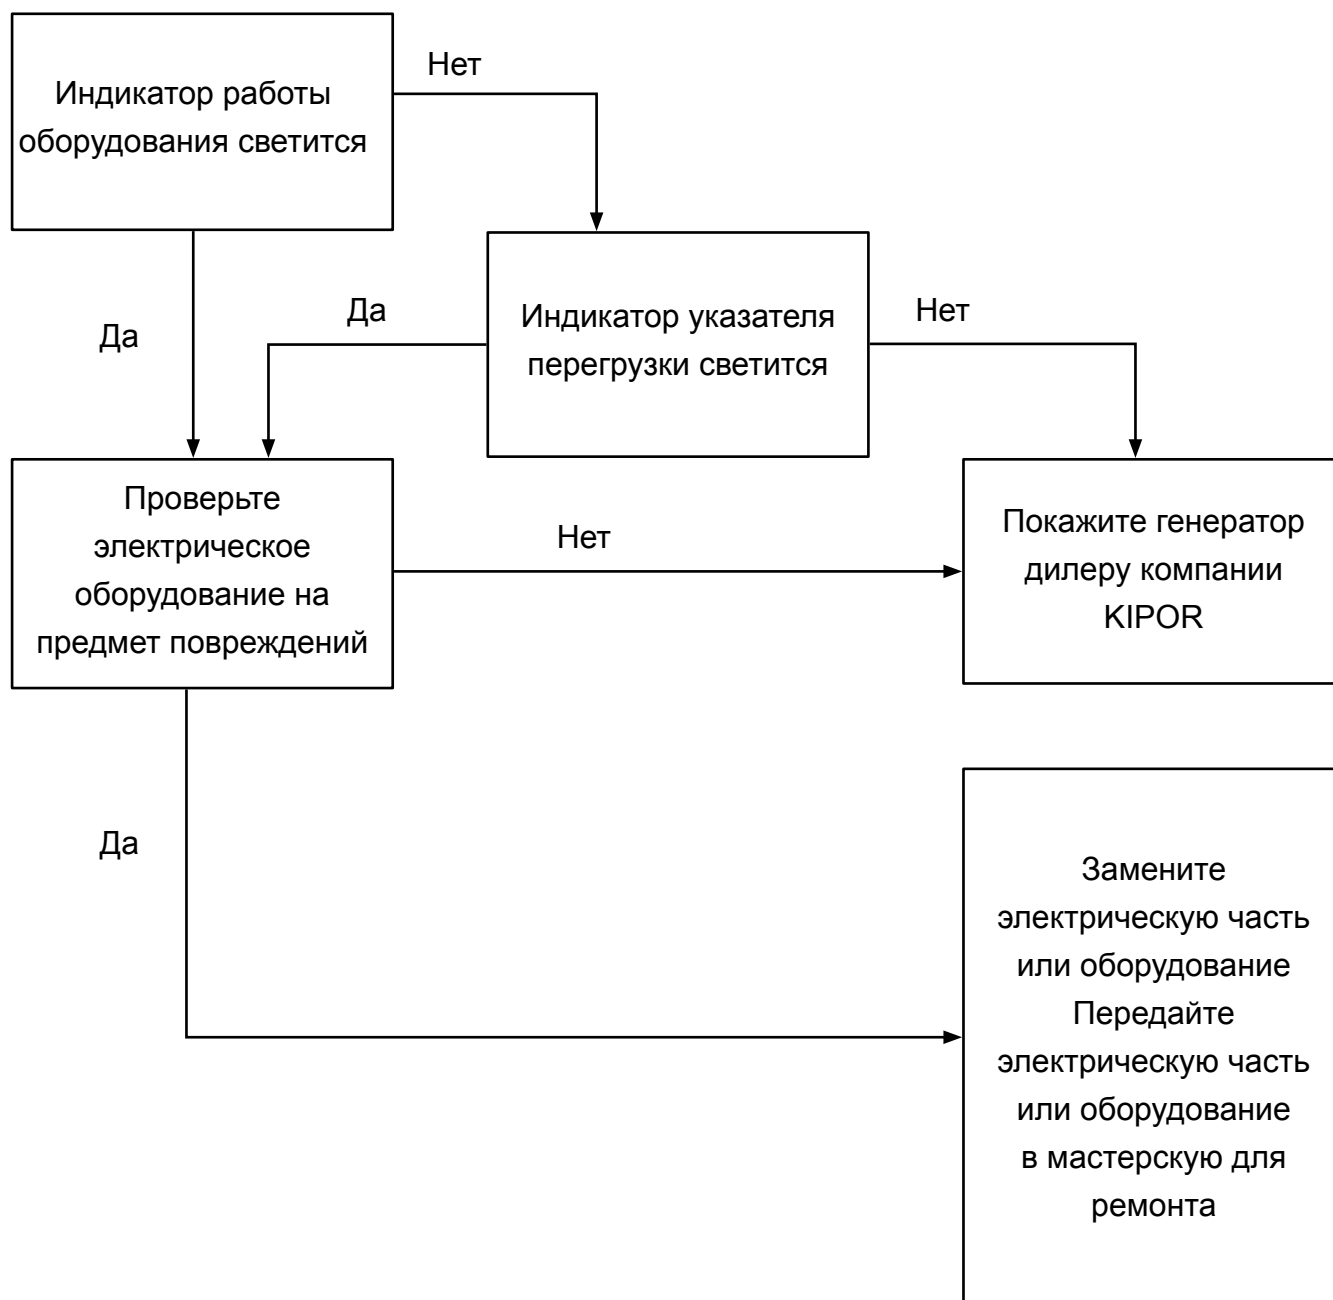 Индикатор работы
оборудования светится
Нет
Да
Индикатор указателя
перегрузки светится
Да
Нет
Проверьте
электрическое
оборудование на
предмет повреждений
Нет
Покажите генератор
дилеру компании
KIPOR
Да
Замените
электрическую часть
или оборудование
Передайте
электрическую часть
или оборудование
в мастерскую для
ремонта